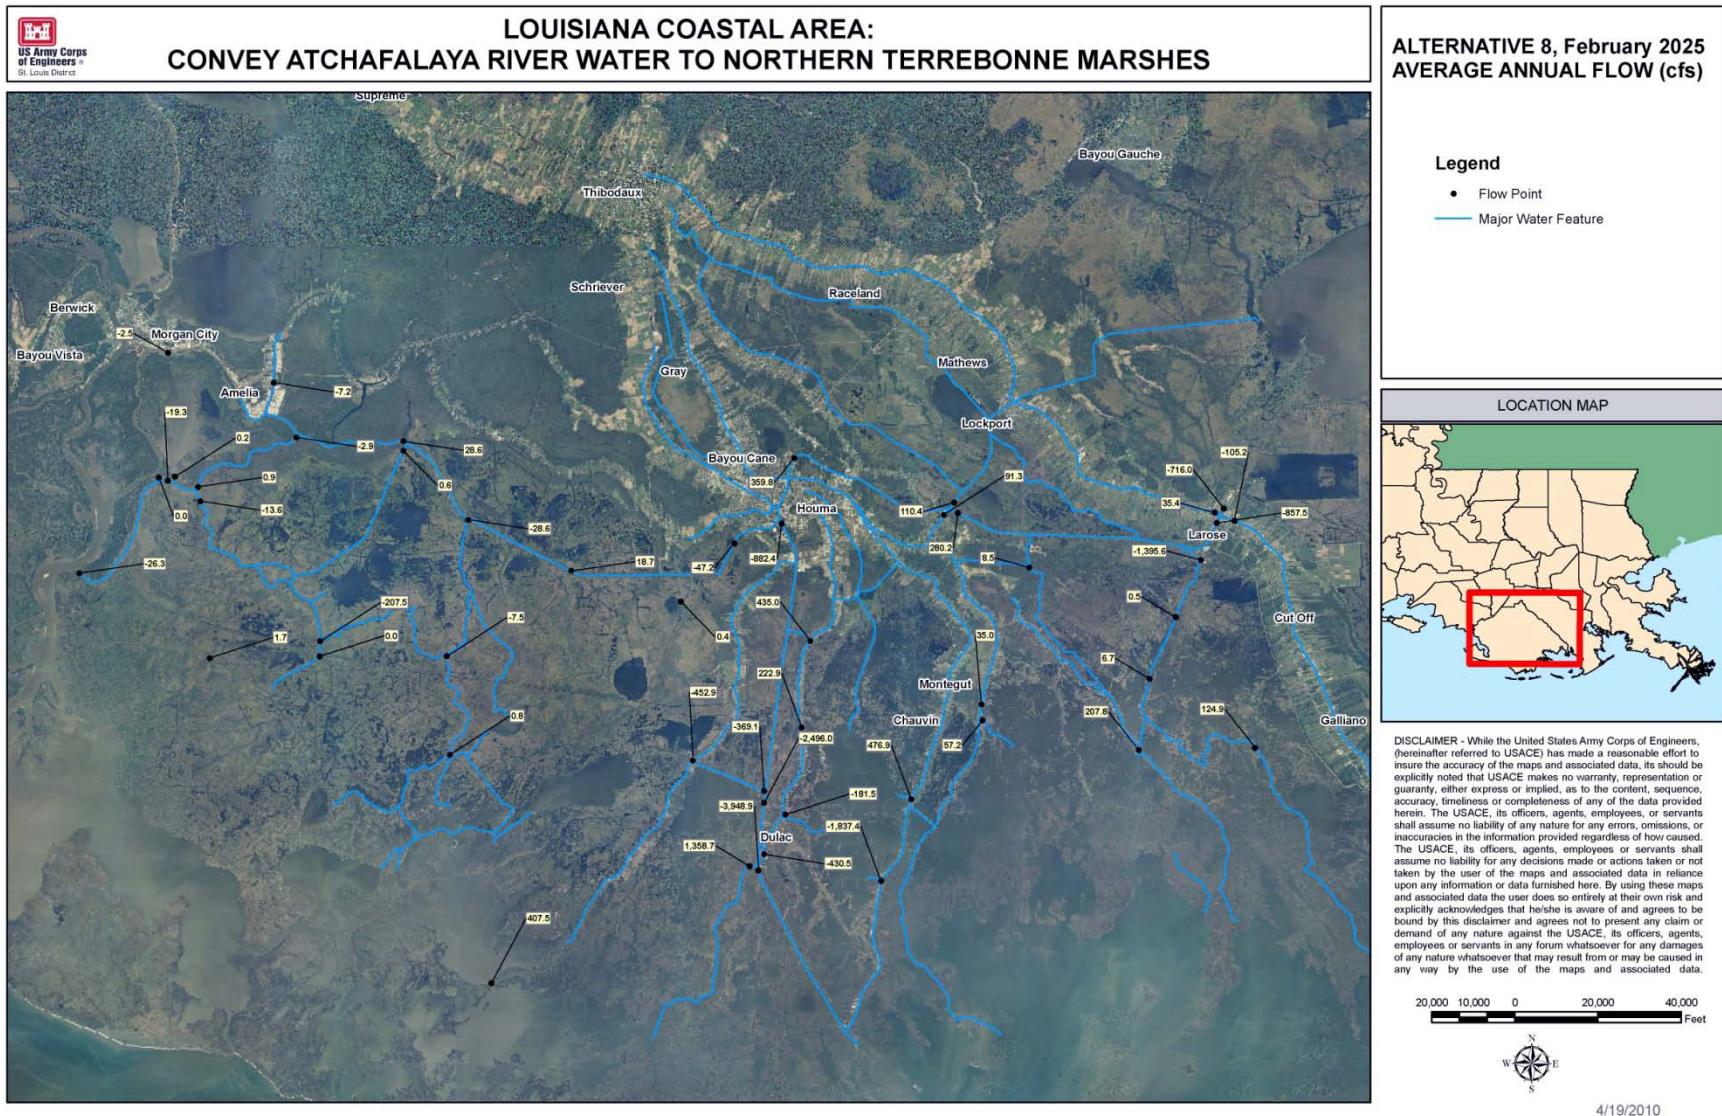 US Army Corps
of Engineers ®
St. Louis District
LOUISIANA COASTAL AREA:
CONVEY ATCHAFALAYA RIVER WATER TO NORTHERN TERREBONNE MARSHES
ALTERNATIVE 8, February 2025
AVERAGE ANNUAL FLOW (cfs)
Legend
Flow Point
Major Water Feature
LOCATION MAP
DISCLAIMER - While the United States Army Corps of Engineers,
(hereinafter referred to USACE) has made a reasonable effort to
insure the accuracy of the maps and associated data, its should be
explicitly noted that USACE makes no warranty, representation or
guaranty, either express or implied, as to the content, sequence,
accuracy, timeliness or completeness of any of the data provided
herein. The USACE, its officers, agents, employees, or servants
shall assume no liability of any nature for any errors, omissions, or
inaccuracies in the information provided regardless of how caused.
The USACE, its officers, agents, employees or servants shall
assume no liability for any decisions made or actions taken or not
taken by the user of the maps and associated data in reliance
upon any information or data furnished here. By using these maps
and associated data the user does so entirely at their own risk and
explicitly acknowledges that he/she is aware of and agrees to be
bound by this disclaimer and agrees not to present any claim or
demand of any nature against the USACE, its officers, agents,
employees or servants in any forum whatsoever for any damages
of any nature whatsoever that may result from or may be caused in
any way by the use of the maps and associated data.
20,000 10,000 0 20,000 40,000
Feet
N
W E
S
4/19/2010
Supreme
Bayou Gauche
Thibodaux
Schriever
Raceland
Berwick
-2.5
Morgan City
Bayou Vista
Mathews
Gray
Amelia
-7.2
-19.3
Lockport
0.2
-2.9
28.6
Bayou Cane
-105.2
-716.0
91.3
0.9
0.6
359.8
35.4
-13.6
Houma
110.4
-857.5
0.0
-28.6
Larose
280.2
-1,395.6
-26.3
18.7
-47.2
-882.4
8.5
-207.5
435.0
0.5
-7.5
Cut Off
1.7
0.0
0.4
35.0
6.7
222.9
-452.9
Montegut
0.8
207.8
124.9
Chauvin
Galliano
-369.1
-2,496.0
476.9
57.2
-181.5
-3,948.9
-1,837.4
Dulac
1,358.7
-430.5
407.5